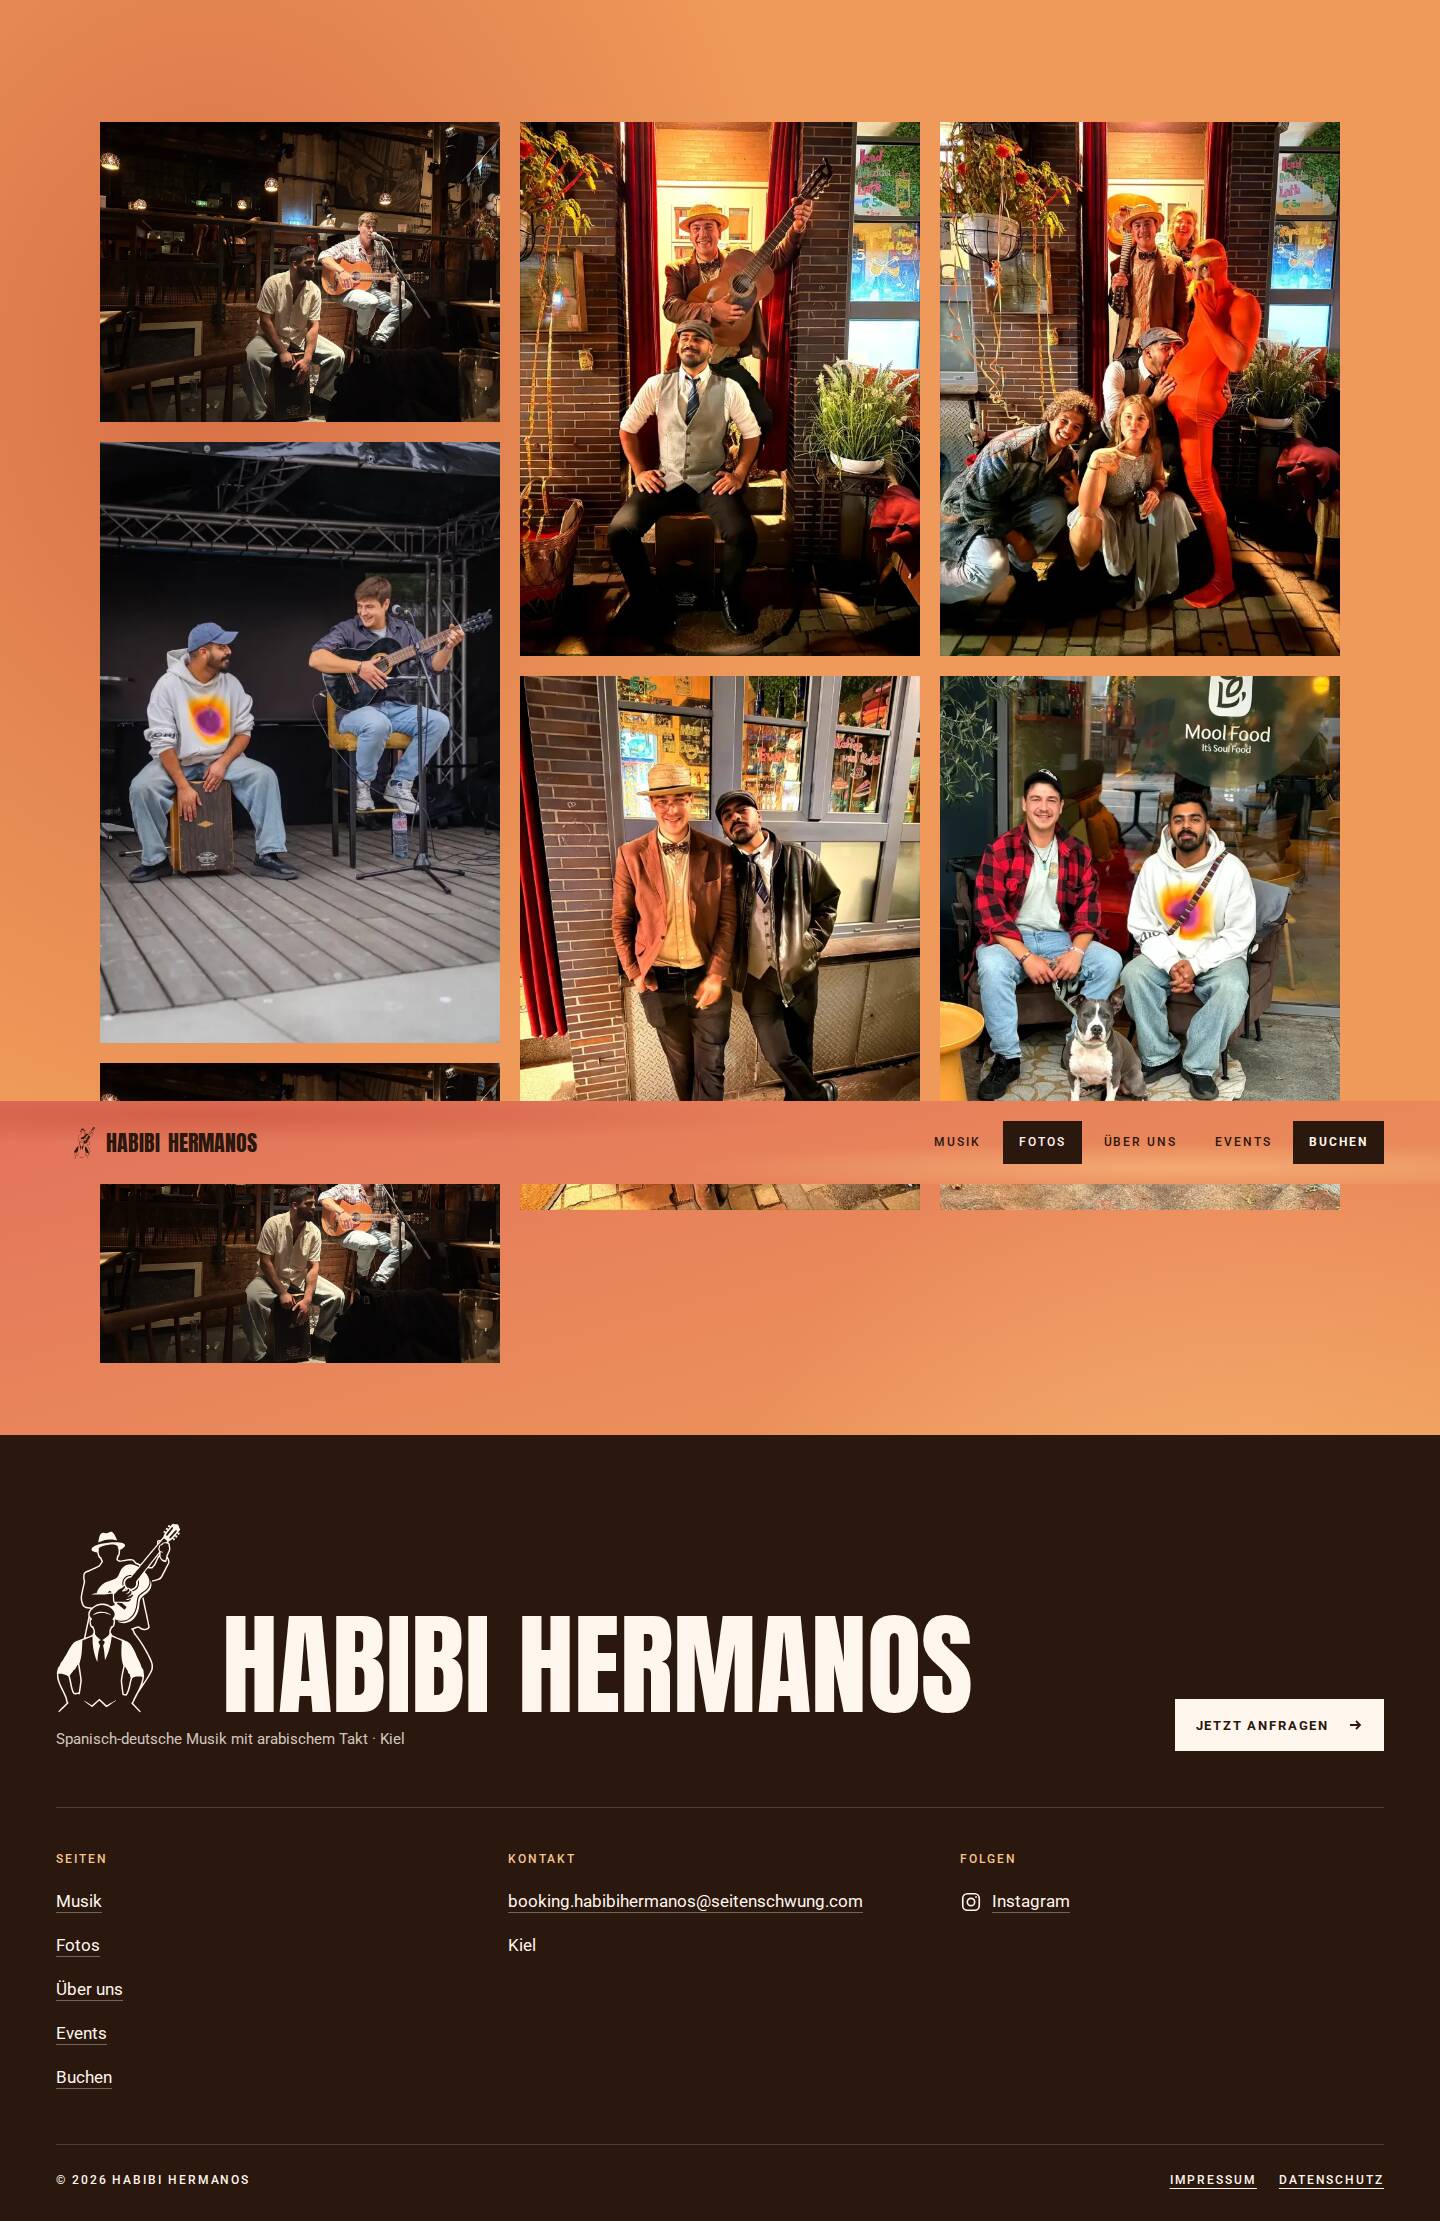 Mool Food
It's Soul Food
HABIBI HERMANOS
MUSIK
FOTOS
ÜBER UNS
EVENTS
BUCHEN
HABIBI HERMANOS
Spanisch-deutsche Musik mit arabischem Takt · Kiel
JETZT ANFRAGEN →
SEITEN
Musik
Fotos
Über uns
Events
Buchen
KONTAKT
booking.habibihermanos@seitenschwung.com
Kiel
FOLGEN
Instagram
© 2026 HABIBI HERMANOS
IMPRESSUM
DATENSCHUTZ